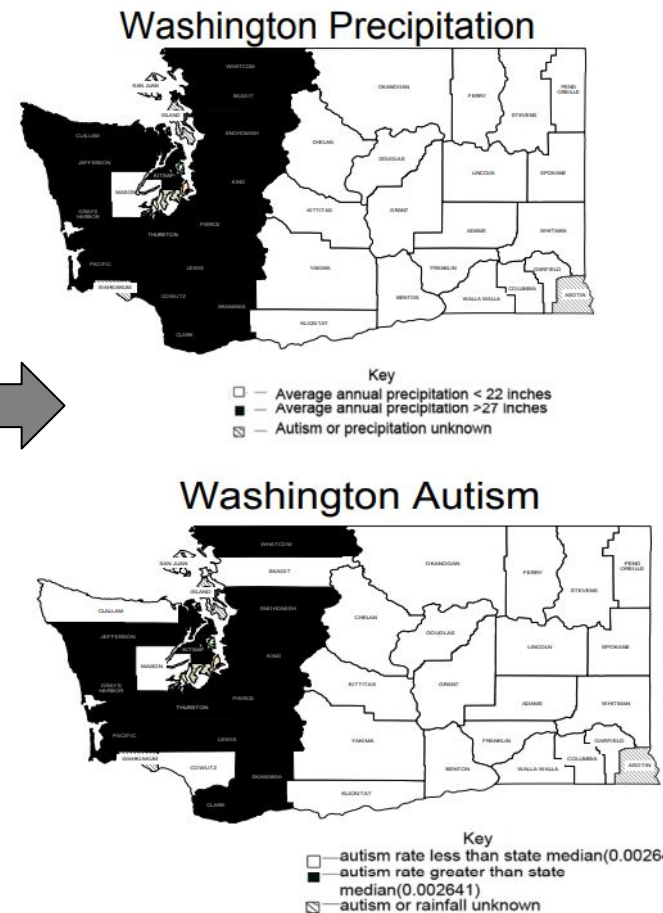 Washington Precipitation
WHATCOM
OKANOGAN
PEND
OREILLE
SAN JUAN
FERRY
SKAGIT
STEVENS
ISLAND
SNOHOMISH
CLALLAM
CHELAN
JEFFERSON
DOUGLAS
KITSAP
KING
LINCOLN
SPOKANE
MASON
GRAYS
HARBOR
KITTITAS
GRANT
PIERCE
THURSTON
ADAMS
WHITMAN
PACIFIC
LEWIS
YAKIMA
FRANKLIN
GARFIELD
WAHKIAKUM
COLUMBIA
COWLITZ
BENTON
ASOTIN
SKAMANIA
WALLA WALLA
KLICKITAT
CLARK
Key
Average annual precipitation < 22 inches
Average annual precipitation >27 inches
Autism or precipitation unknown
Washington Autism
WHATCOM
SAN JUAN
OKANOGAN
PEND
OREILLE
SKAGIT
FERRY
STEVENS
ISLAND
SNOHOMISH
CLALLAM
CHELAN
JEFFERSON
DOUGLAS
KITSAP
KING
LINCOLN
SPOKANE
MASON
GRAYS
HARBOR
KITTITAS
GRANT
PIERCE
THURSTON
ADAMS
WHITMAN
PACIFIC
LEWIS
YAKIMA
FRANKLIN
GARFIELD
WAHKIAKUM
COLUMBIA
COWLITZ
BENTON
ASOTIN
SKAMANIA
WALLA WALLA
KLICKITAT
CLARK
Key
autism rate less than state median(0.00264
autism rate greater than state
median(0.002641)
autism or rainfall unknown